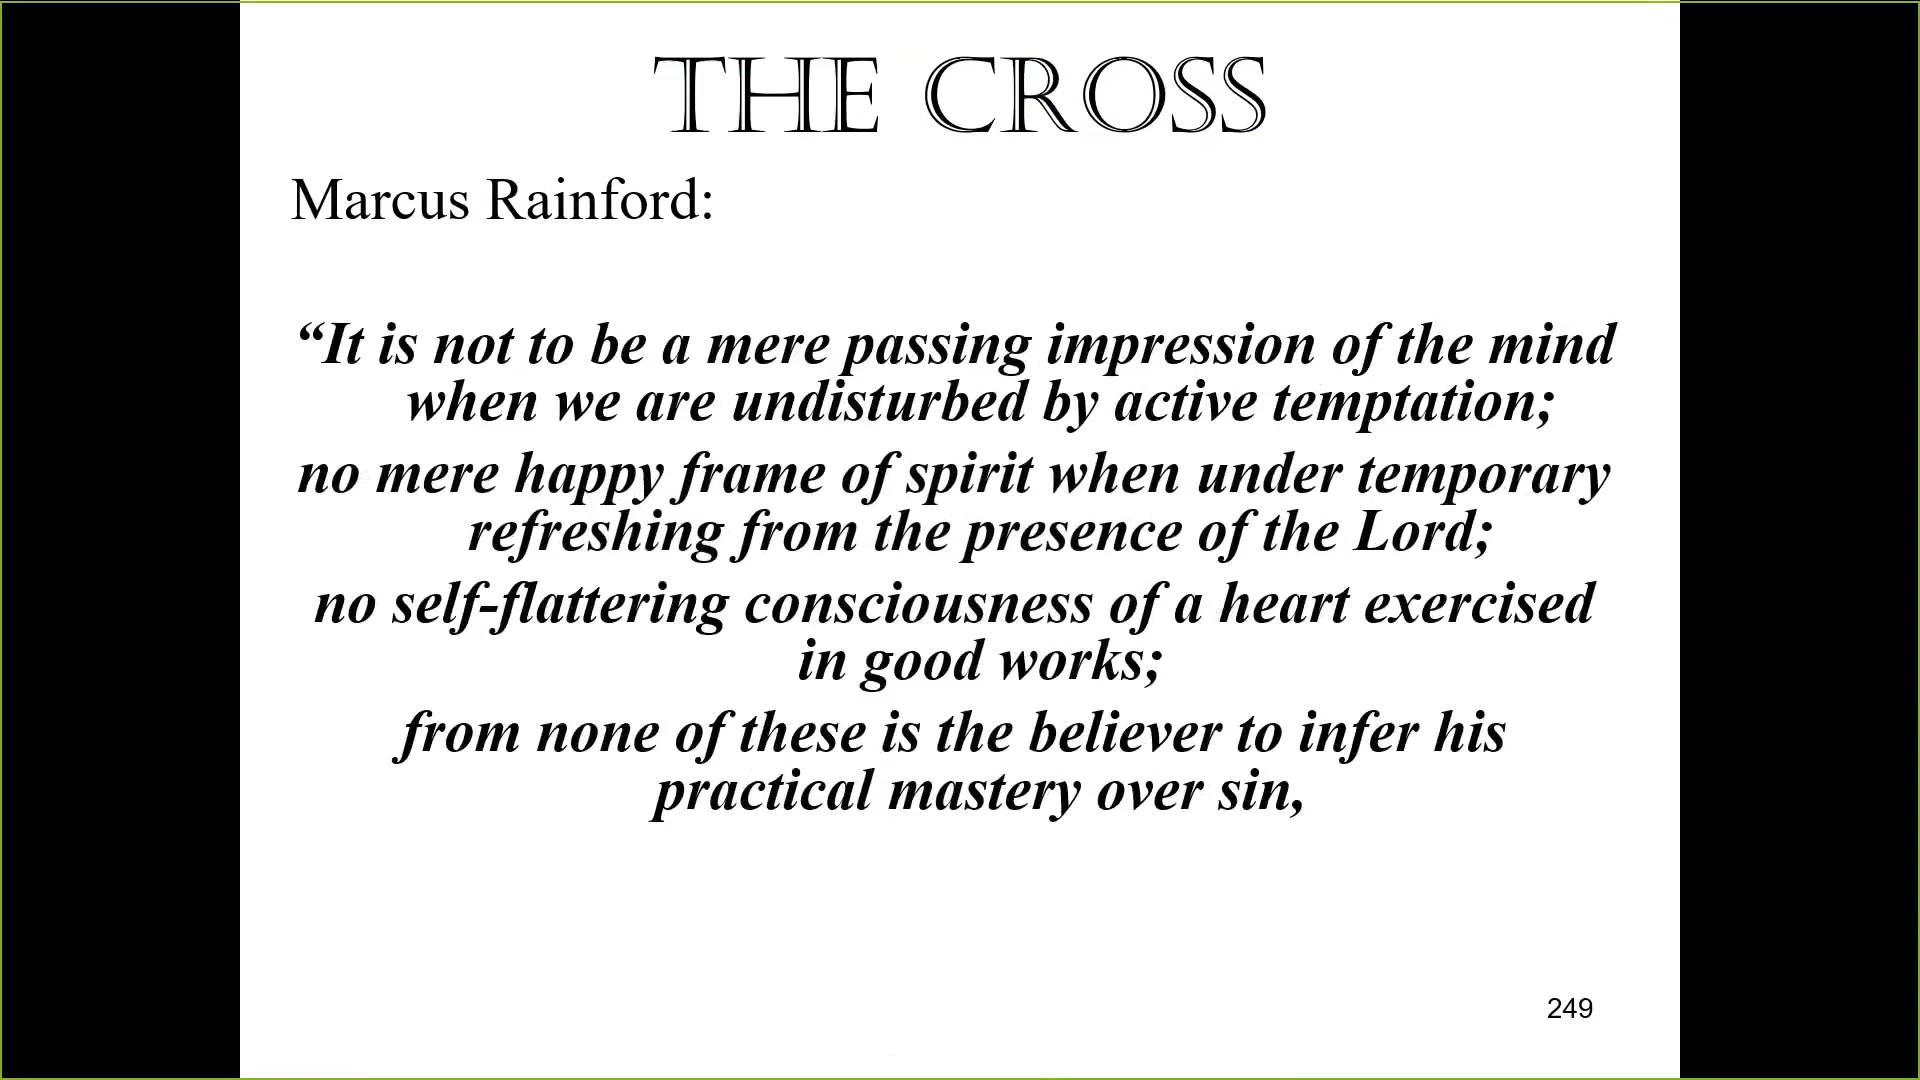 THE CROSS
Marcus Rainford:
“It is not to be a mere passing impression of the mind
when we are undisturbed by active temptation;
no mere happy frame of spirit when under temporary
refreshing from the presence of the Lord;
no self-flattering consciousness of a heart exercised
in good works;
from none of these is the believer to infer his
practical mastery over sin,
249